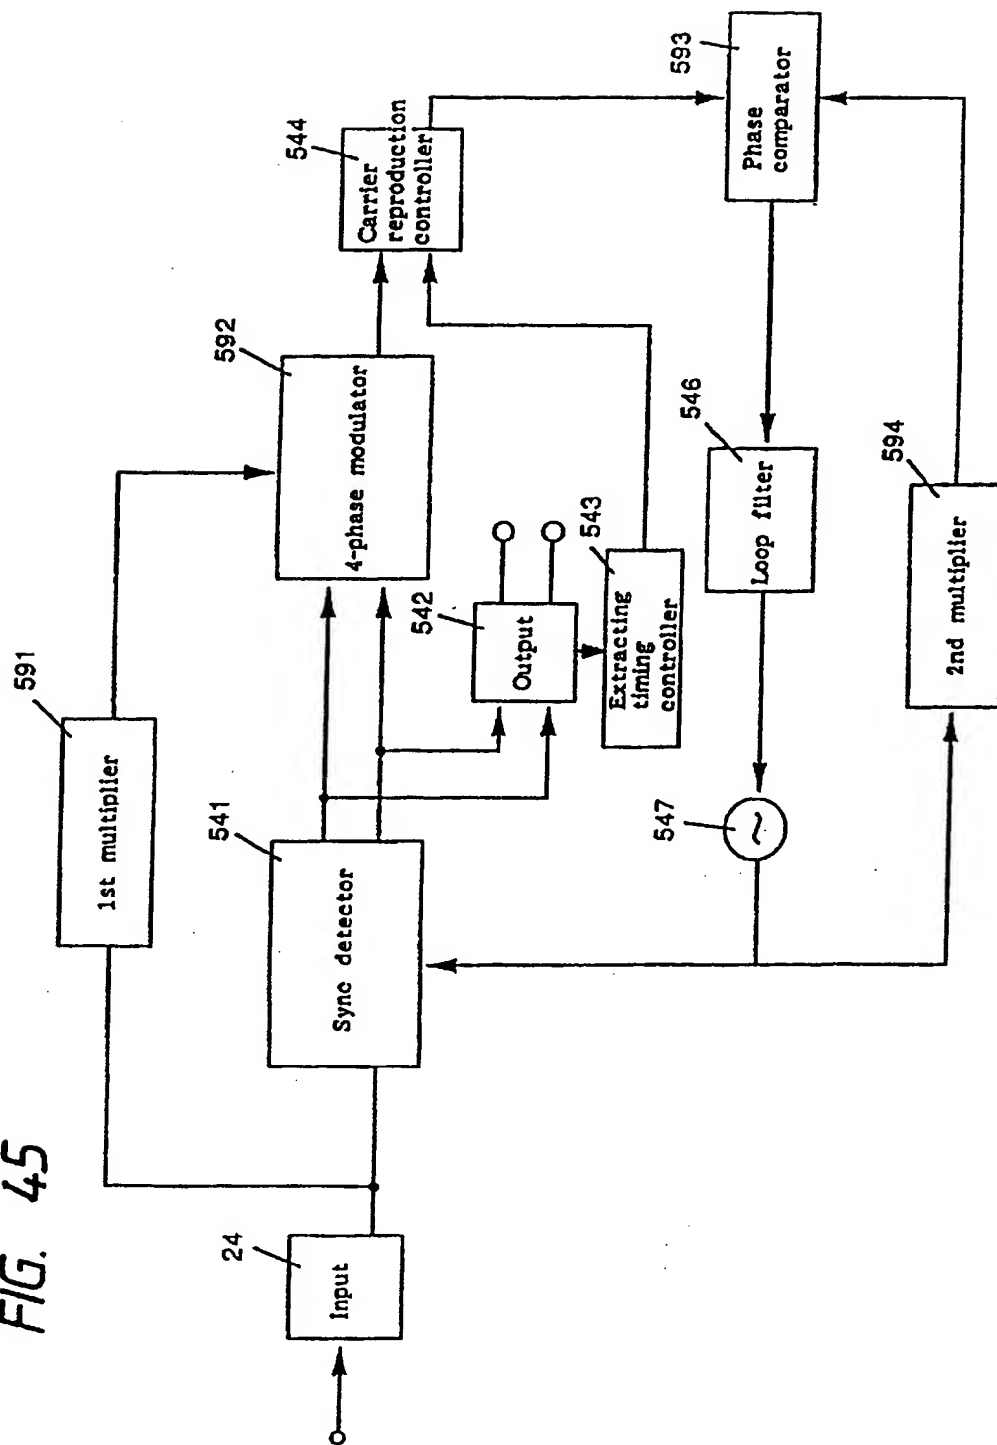 FIG. 45
591
1st multiplier
592
4-phase modulator
544
Carrier
reproduction
controller
593
Phase
comparator
24
Input
541
Sync detector
542
Output
543
Extracting
timing
controller
546
Loop filter
547
~
594
2nd multiplier